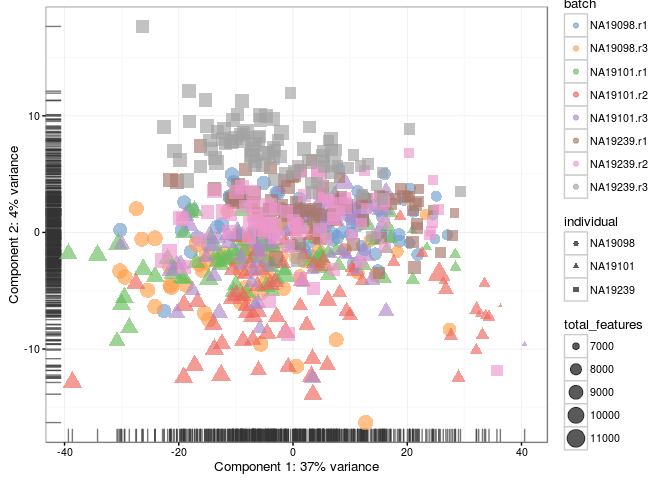 batch
NA19098.r1
NA19098.r3
NA19101.r1
NA19101.r2
NA19101.r3
NA19239.r1
NA19239.r2
NA19239.r3
individual
NA19098
NA19101
NA19239
total_features
7000
8000
9000
10000
11000
10
0
-10
Component 2: 4% variance
-40
-20
0
20
40
Component 1: 37% variance